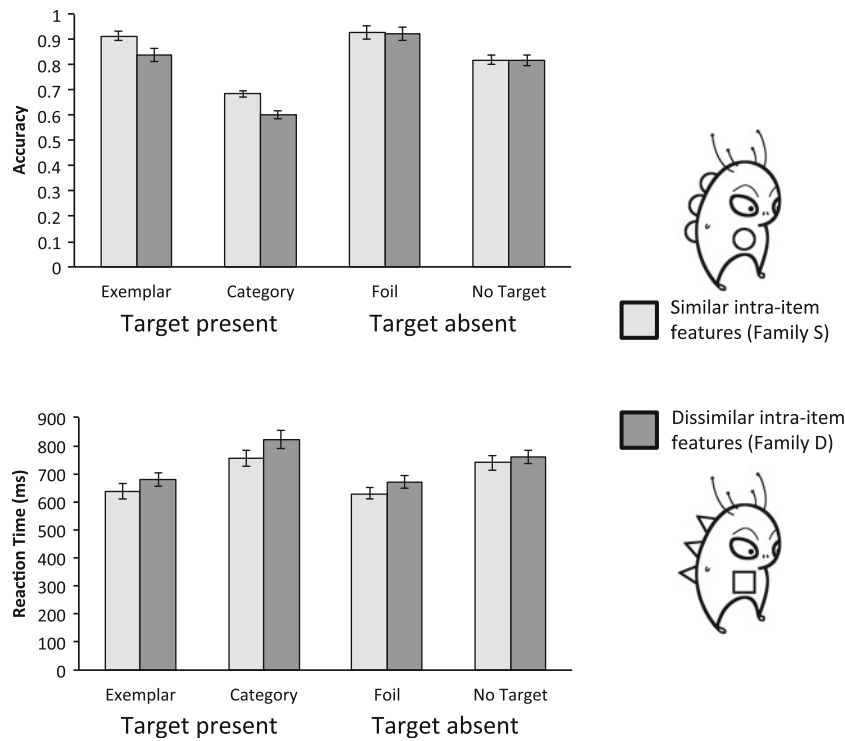 1
0.9
0.8
0.7
0.6
0.5
0.4
0.3
0.2
0.1
0
Accuracy
Exemplar Category Foil No Target
Target present Target absent
Similar intra-item
features (Family S)
900
800
700
600
500
400
300
200
100
0
Reaction Time (ms)
Exemplar Category Foil No Target
Target present Target absent
Dissimilar intra-item
features (Family D)